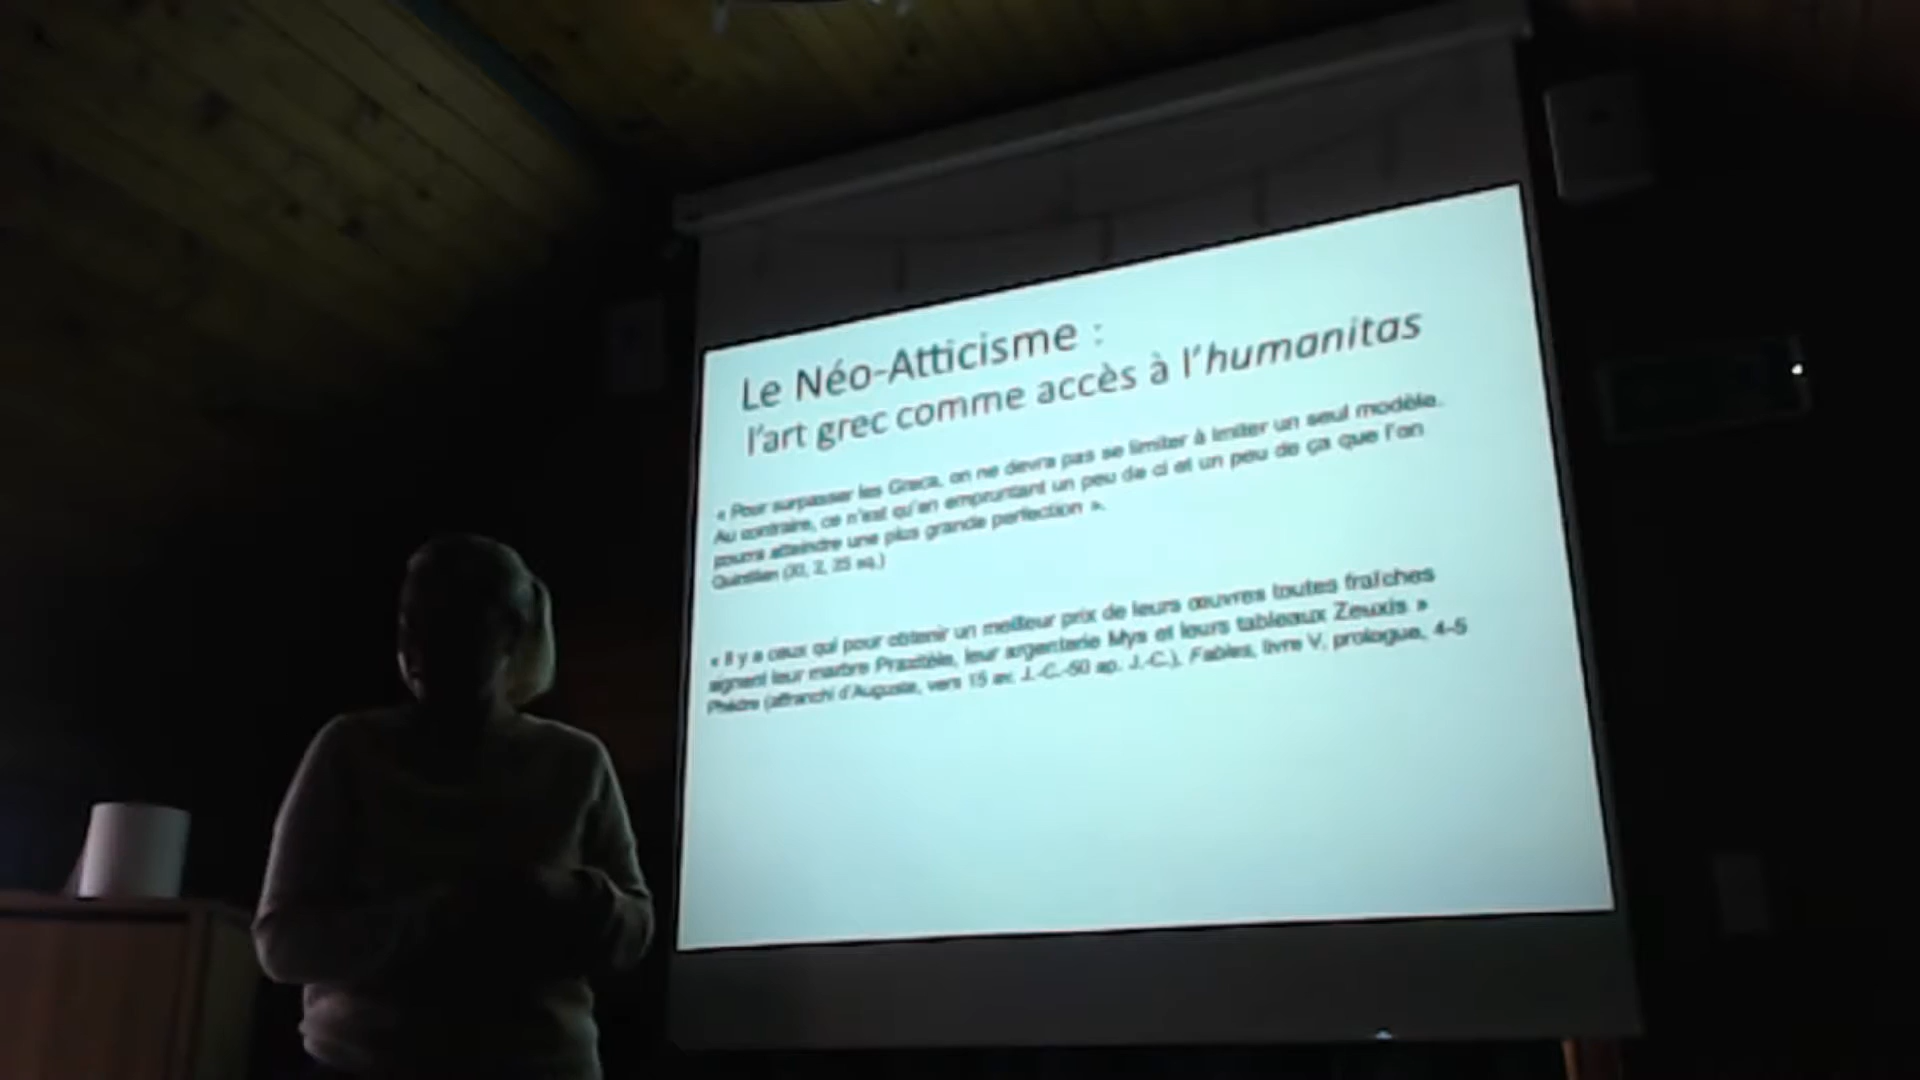 Le Néo-Atticisme :
l'art grec comme accès à l'humanitas
« Pour surpasser les Grecs, on ne devra pas se limiter à imiter un seul modèle.
Au contraire, ce n'est qu'en empruntant un peu de ci et un peu de ça que l'on
pourra atteindre une plus grande perfection ».
Quintilien (XI, 2, 25 sq.)
« Il y a ceux qui pour obtenir un meilleur prix de leurs œuvres toutes fraîches
signent leur marbre Praxitèle, leur argenterie Mys et leurs tableaux Zeuxis »
Phèdre (affranchi d'Auguste, vers 15 av. J.-C.-50 ap. J.-C.), Fables, livre V, prologue, 4-5